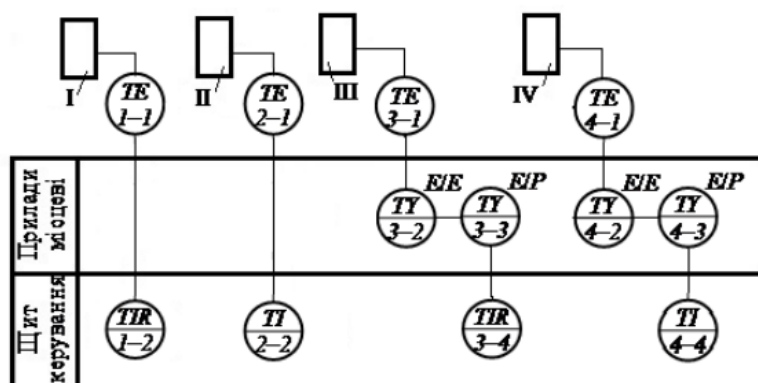 I
TE
1–1
II
TE
2–1
III
TE
3–1
IV
TE
4–1
Прилади місцеві
TY
3–2
E/E
TY
3–3
E/P
TY
4–2
E/E
TY
4–3
E/P
Щит керування
TIR
1–2
TI
2–2
TIR
3–4
TI
4–4